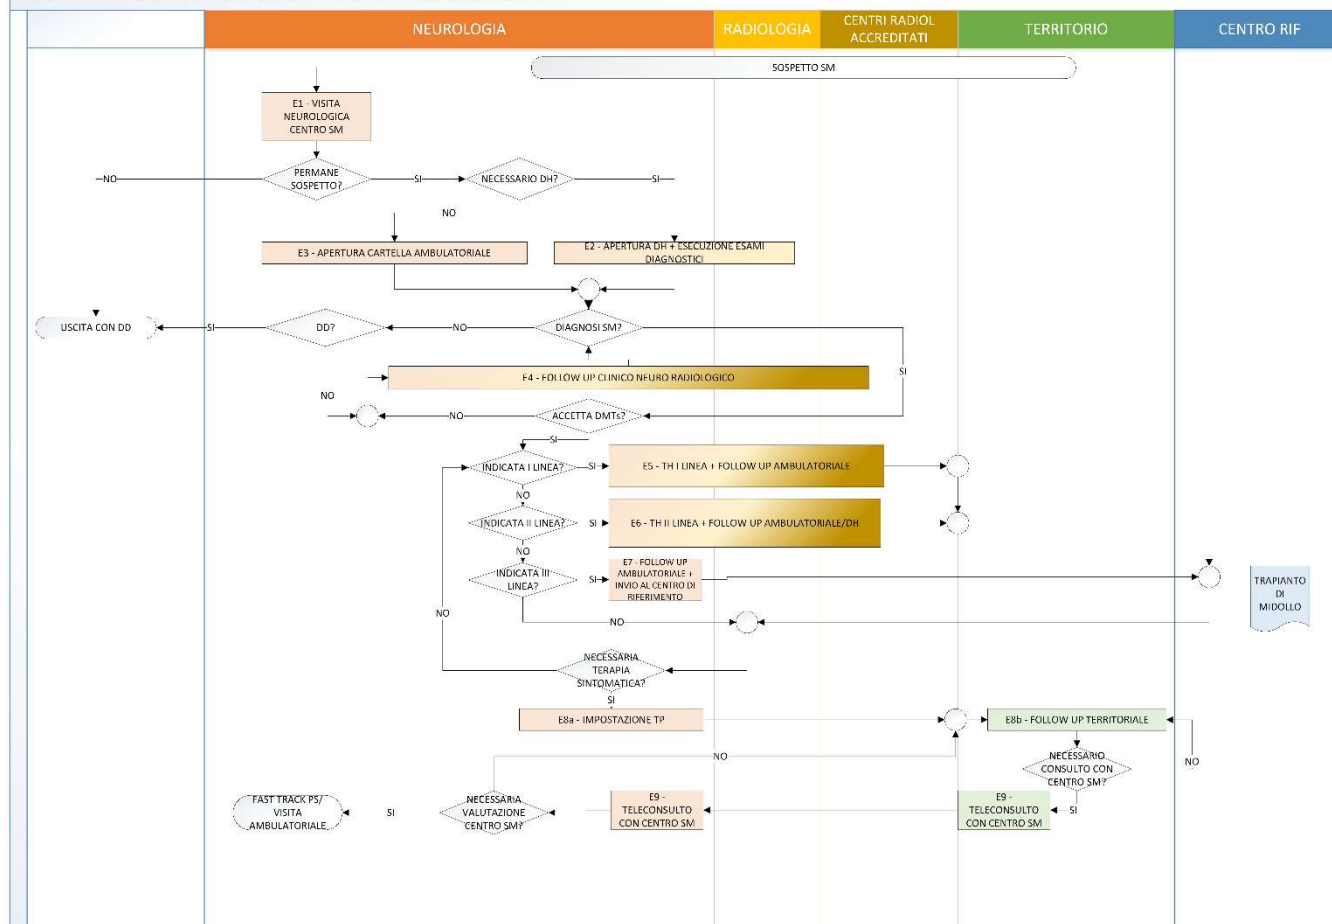 NEUROLOGIA
RADIOLOGIA
CENTRI RADIOL
ACCREDITATI
TERRITORIO
CENTRO RIF
SOSPETTO SM
E1 - VISITA
NEUROLOGICA
CENTRO SM
PERMANE
SOSPETTO?
NO
SI
NECESSARIO DH?
SI
NO
E3 - APERTURA CARTELLA AMBULATORIALE
E2 - APERTURA DH + ESECUZIONE ESAMI
DIAGNOSTICI
USCITA CON DD
SI
DD?
NO
DIAGNOSI SM?
SI
E4 - FOLLOW UP CLINICO NEURO RADIOLOGICO
NO
NO
ACCETTA DMTs?
SI
INDICATA I LINEA?
SI
E5 - TH I LINEA + FOLLOW UP AMBULATORIALE
NO
INDICATA II LINEA?
SI
E6 - TH II LINEA + FOLLOW UP AMBULATORIALE/DH
NO
INDICATA III
LINEA?
SI
E7 - FOLLOW UP
AMBULATORIALE +
INVIO AL CENTRO DI
RIFERIMENTO
TRAPIANTO
DI
MIDOLLO
NO
NO
NECESSARIA
TERAPIA
SINTOMATICA?
SI
E8a - IMPOSTAZIONE TP
E8b - FOLLOW UP TERRITORIALE
NO
NECESSARIO
CONSULTO CON
CENTRO SM?
NO
FAST TRACK PS/
VISITA
AMBULATORIALE
SI
NECESSARIA
VALUTAZIONE
CENTRO SM?
E9 -
TELECONSULTO
CON CENTRO SM
E9 -
TELECONSULTO
CON CENTRO SM
SI